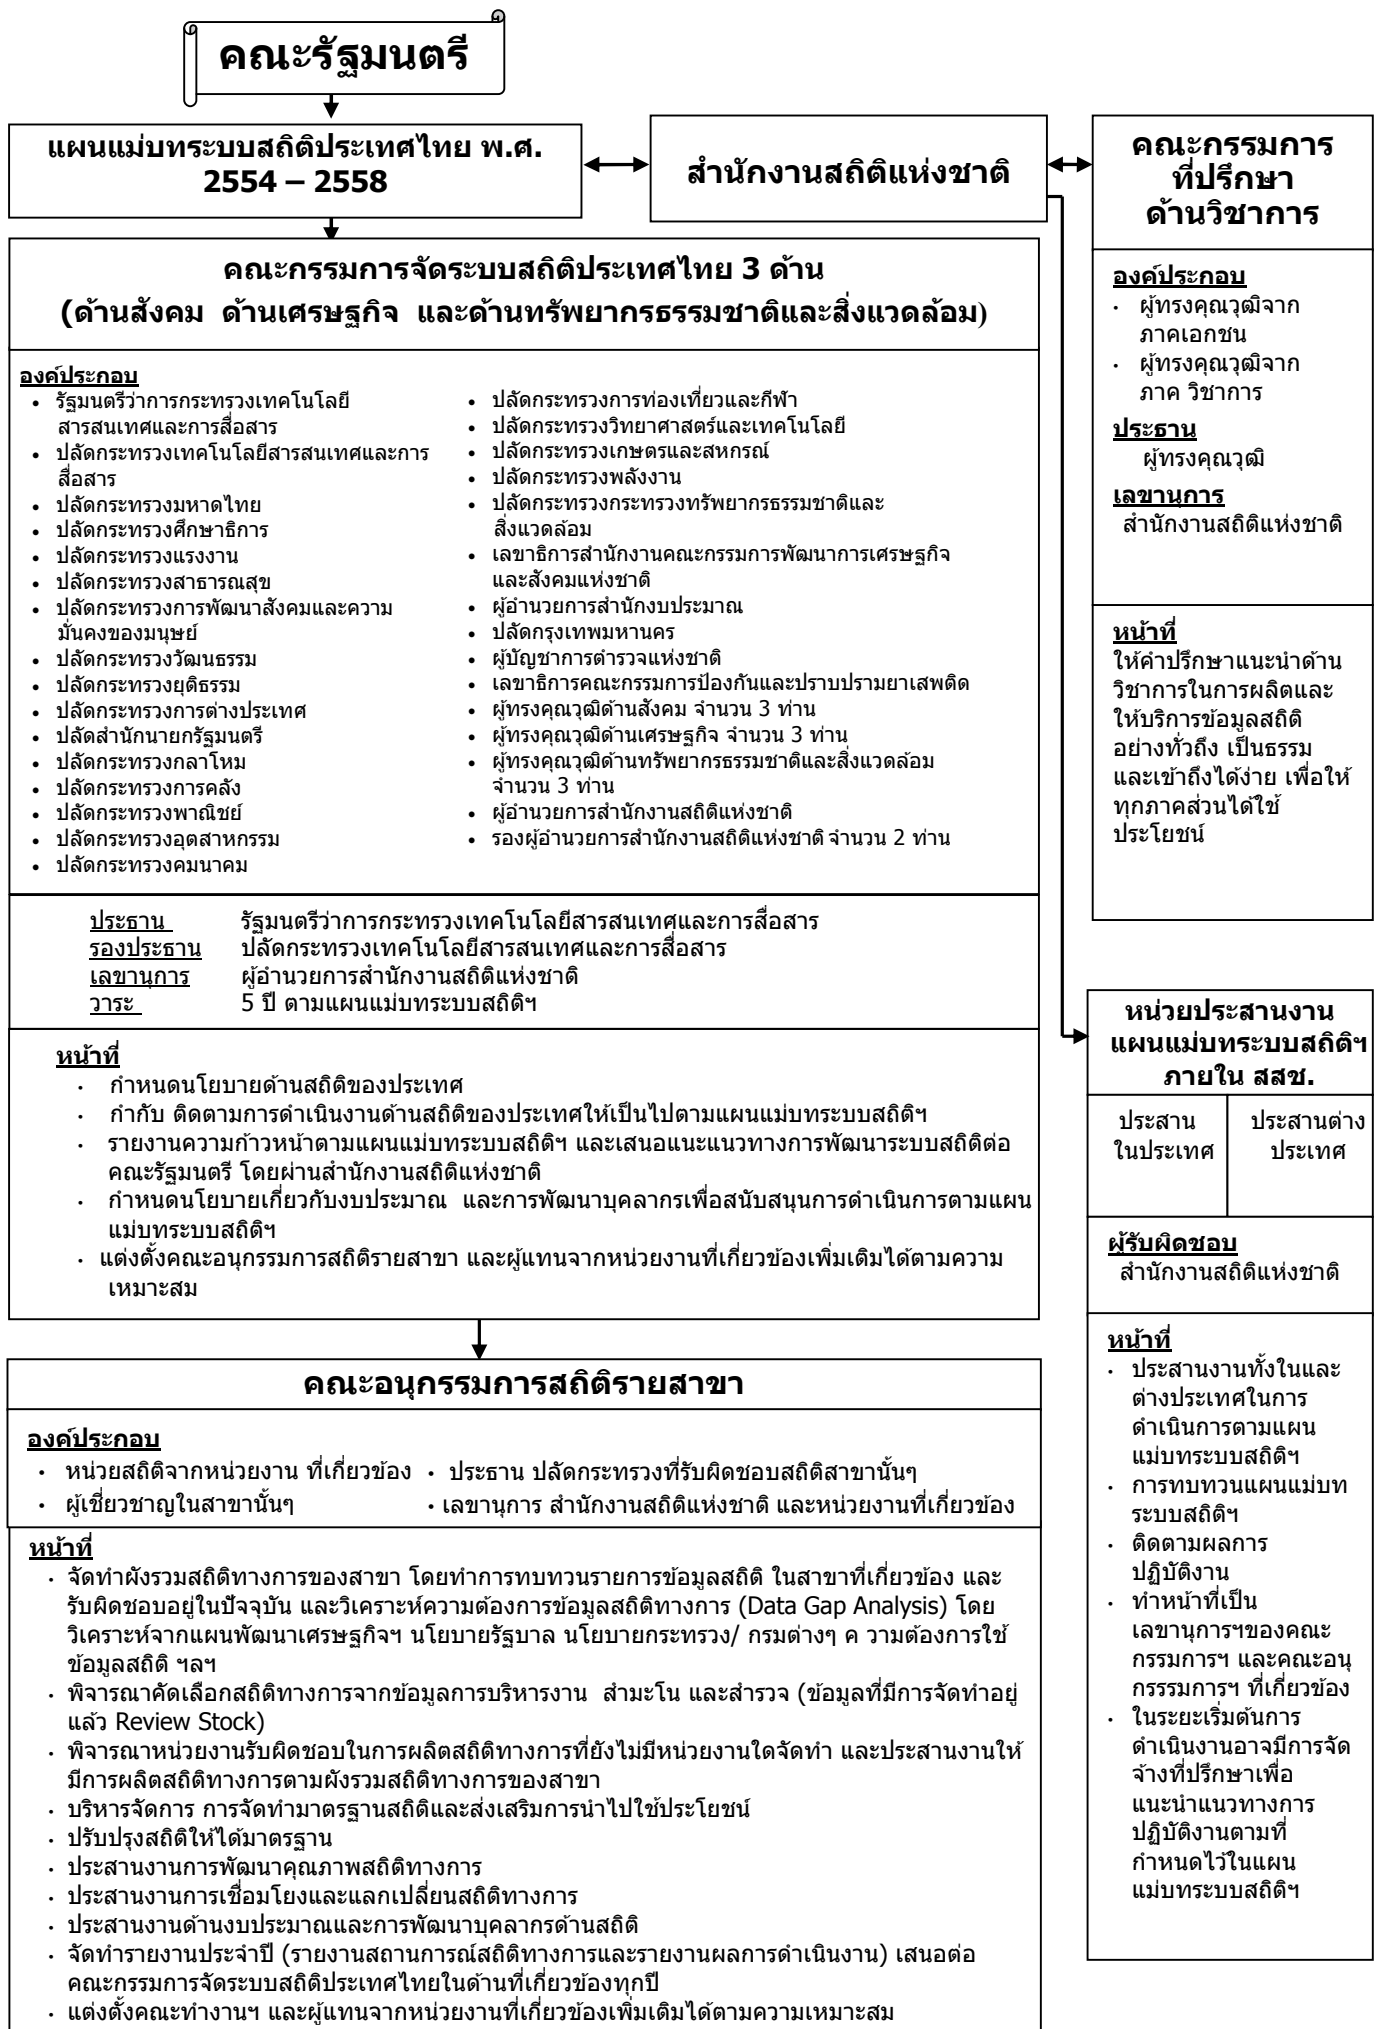 คณะรัฐมนตรี
แผนแม่บทระบบสถิติประเทศไทย พ.ศ.
2554 – 2558
สำนักงานสถิติแห่งชาติ
คณะกรรมการ
ที่ปรึกษา
ด้านวิชาการ
องค์ประกอบ
• ผู้ทรงคุณวุฒิจาก
ภาคเอกชน
• ผู้ทรงคุณวุฒิจาก
ภาค วิชาการ
ประธาน
ผู้ทรงคุณวุฒิ
เลขานุการ
สำนักงานสถิติแห่งชาติ
หน้าที่
ให้คำปรึกษาแนะนำด้าน
วิชาการในการผลิตและ
ให้บริการข้อมูลสถิติ
อย่างทั่วถึง เป็นธรรม
และเข้าถึงได้ง่าย เพื่อให้
ทุกภาคส่วนได้ใช้
ประโยชน์
คณะกรรมการจัดระบบสถิติประเทศไทย 3 ด้าน
(ด้านสังคม ด้านเศรษฐกิจ และด้านทรัพยากรธรรมชาติและสิ่งแวดล้อม)
องค์ประกอบ
• รัฐมนตรีว่าการกระทรวงเทคโนโลยี
สารสนเทศและการสื่อสาร
• ปลัดกระทรวงเทคโนโลยีสารสนเทศและการ
สื่อสาร
• ปลัดกระทรวงมหาดไทย
• ปลัดกระทรวงศึกษาธิการ
• ปลัดกระทรวงแรงงาน
• ปลัดกระทรวงสาธารณสุข
• ปลัดกระทรวงการพัฒนาสังคมและความ
มั่นคงของมนุษย์
• ปลัดกระทรวงวัฒนธรรม
• ปลัดกระทรวงยุติธรรม
• ปลัดกระทรวงการต่างประเทศ
• ปลัดสำนักนายกรัฐมนตรี
• ปลัดกระทรวงกลาโหม
• ปลัดกระทรวงการคลัง
• ปลัดกระทรวงพาณิชย์
• ปลัดกระทรวงอุตสาหกรรม
• ปลัดกระทรวงคมนาคม
• ปลัดกระทรวงการท่องเที่ยวและกีฬา
• ปลัดกระทรวงวิทยาศาสตร์และเทคโนโลยี
• ปลัดกระทรวงเกษตรและสหกรณ์
• ปลัดกระทรวงพลังงาน
• ปลัดกระทรวงกระทรวงทรัพยากรธรรมชาติและ
สิ่งแวดล้อม
• เลขาธิการสำนักงานคณะกรรมการพัฒนาการเศรษฐกิจ
และสังคมแห่งชาติ
• ผู้อำนวยการสำนักงบประมาณ
• ปลัดกรุงเทพมหานคร
• ผู้บัญชาการตำรวจแห่งชาติ
• เลขาธิการคณะกรรมการป้องกันและปราบปรามยาเสพติด
• ผู้ทรงคุณวุฒิด้านสังคม จำนวน 3 ท่าน
• ผู้ทรงคุณวุฒิด้านเศรษฐกิจ จำนวน 3 ท่าน
• ผู้ทรงคุณวุฒิด้านทรัพยากรธรรมชาติและสิ่งแวดล้อม
จำนวน 3 ท่าน
• ผู้อำนวยการสำนักงานสถิติแห่งชาติ
• รองผู้อำนวยการสำนักงานสถิติแห่งชาติ จำนวน 2 ท่าน
ประธาน รัฐมนตรีว่าการกระทรวงเทคโนโลยีสารสนเทศและการสื่อสาร
รองประธาน ปลัดกระทรวงเทคโนโลยีสารสนเทศและการสื่อสาร
เลขานุการ ผู้อำนวยการสำนักงานสถิติแห่งชาติ
วาระ 5 ปี ตามแผนแม่บทระบบสถิติฯ
หน้าที่
• กำหนดนโยบายด้านสถิติของประเทศ
• กำกับ ติดตามการดำเนินงานด้านสถิติของประเทศให้เป็นไปตามแผนแม่บทระบบสถิติฯ
• รายงานความก้าวหน้าตามแผนแม่บทระบบสถิติฯ และเสนอแนะแนวทางการพัฒนาระบบสถิติต่อ
คณะรัฐมนตรี โดยผ่านสำนักงานสถิติแห่งชาติ
• กำหนดนโยบายเกี่ยวกับงบประมาณ และการพัฒนาบุคลากรเพื่อสนับสนุนการดำเนินการตามแผน
แม่บทระบบสถิติฯ
• แต่งตั้งคณะอนุกรรมการสถิติรายสาขา และผู้แทนจากหน่วยงานที่เกี่ยวข้องเพิ่มเติมได้ตามความ
เหมาะสม
หน่วยประสานงาน
แผนแม่บทระบบสถิติฯ
ภายใน สสช.
ประสาน
ในประเทศ
ประสานต่าง
ประเทศ
ผู้รับผิดชอบ
สำนักงานสถิติแห่งชาติ
หน้าที่
• ประสานงานทั้งในและ
ต่างประเทศในการ
ดำเนินการตามแผน
แม่บทระบบสถิติฯ
• การทบทวนแผนแม่บท
ระบบสถิติฯ
• ติดตามผลการ
ปฏิบัติงาน
• ทำหน้าที่เป็น
เลขานุการฯของคณะ
กรรมการฯ และคณะอนุ
กรรรมการฯ ที่เกี่ยวข้อง
• ในระยะเริ่มต้นการ
ดำเนินงานอาจมีการจัด
จ้างที่ปรึกษาเพื่อ
แนะนำแนวทางการ
ปฏิบัติงานตามที่
กำหนดไว้ในแผน
แม่บทระบบสถิติฯ
คณะอนุกรรมการสถิติรายสาขา
องค์ประกอบ
• หน่วยสถิติจากหน่วยงาน ที่เกี่ยวข้อง • ประธาน ปลัดกระทรวงที่รับผิดชอบสถิติสาขานั้นๆ
• ผู้เชี่ยวชาญในสาขานั้นๆ • เลขานุการ สำนักงานสถิติแห่งชาติ และหน่วยงานที่เกี่ยวข้อง
หน้าที่
• จัดทำผังรวมสถิติทางการของสาขา โดยทำการทบทวนรายการข้อมูลสถิติ ในสาขาที่เกี่ยวข้อง และ
รับผิดชอบอยู่ในปัจจุบัน และวิเคราะห์ความต้องการข้อมูลสถิติทางการ (Data Gap Analysis) โดย
วิเคราะห์จากแผนพัฒนาเศรษฐกิจฯ นโยบายรัฐบาล นโยบายกระทรวง/ กรมต่างๆ ค วามต้องการใช้
ข้อมูลสถิติ ฯลฯ
• พิจารณาคัดเลือกสถิติทางการจากข้อมูลการบริหารงาน สำมะโน และสำรวจ (ข้อมูลที่มีการจัดทำอยู่
แล้ว Review Stock)
• พิจารณาหน่วยงานรับผิดชอบในการผลิตสถิติทางการที่ยังไม่มีหน่วยงานใดจัดทำ และประสานงานให้
มีการผลิตสถิติทางการตามผังรวมสถิติทางการของสาขา
• บริหารจัดการ การจัดทำมาตรฐานสถิติและส่งเสริมการนำไปใช้ประโยชน์
• ปรับปรุงสถิติให้ได้มาตรฐาน
• ประสานงานการพัฒนาคุณภาพสถิติทางการ
• ประสานงานการเชื่อมโยงและแลกเปลี่ยนสถิติทางการ
• ประสานงานด้านงบประมาณและการพัฒนาบุคลากรด้านสถิติ
• จัดทำรายงานประจำปี (รายงานสถานการณ์สถิติทางการและรายงานผลการดำเนินงาน) เสนอต่อ
คณะกรรมการจัดระบบสถิติประเทศไทยในด้านที่เกี่ยวข้องทุกปี
• แต่งตั้งคณะทำงานฯ และผู้แทนจากหน่วยงานที่เกี่ยวข้องเพิ่มเติมได้ตามความเหมาะสม